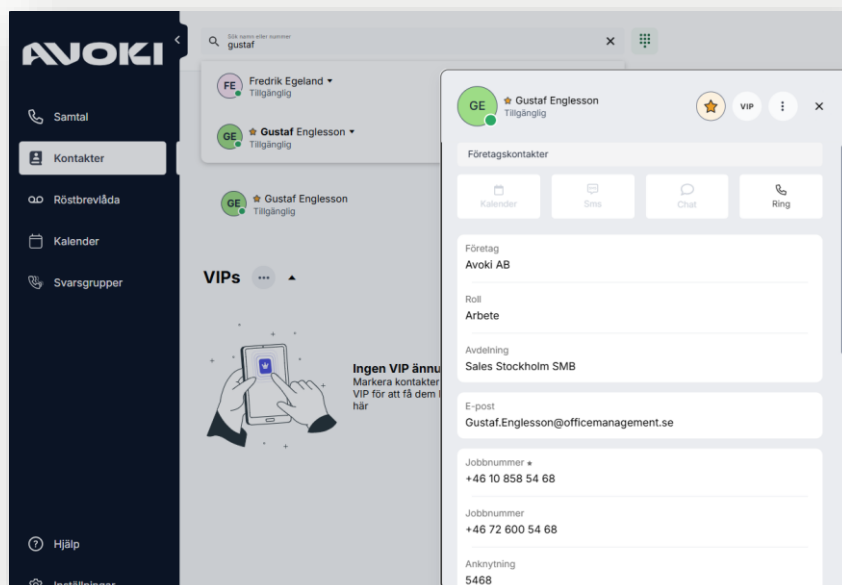 AVOKI
Samtal
Kontakter
Röstbrevlåda
Kalender
Svarsgrupper
Hjälp
Inställningar
Sök namn eller nummer
gustaf
FE
Fredrik Egeland
Tillgänglig
GE
Gustaf Englesson
Tillgänglig
GE
Gustaf Englesson
Tillgänglig
VIPs
Ingen VIP ännu
Markera kontakter
VIP för att få dem
här
GE
Gustaf Englesson
Tillgänglig
VIP
Företagskontakter
Kalender
Sms
Chat
Ring
Företag
Avoki AB
Roll
Arbete
Avdelning
Sales Stockholm SMB
E-post
Gustaf.Englesson@officemanagement.se
Jobbnummer
+46 10 858 54 68
Jobbnummer
+46 72 600 54 68
Anknytning
5468